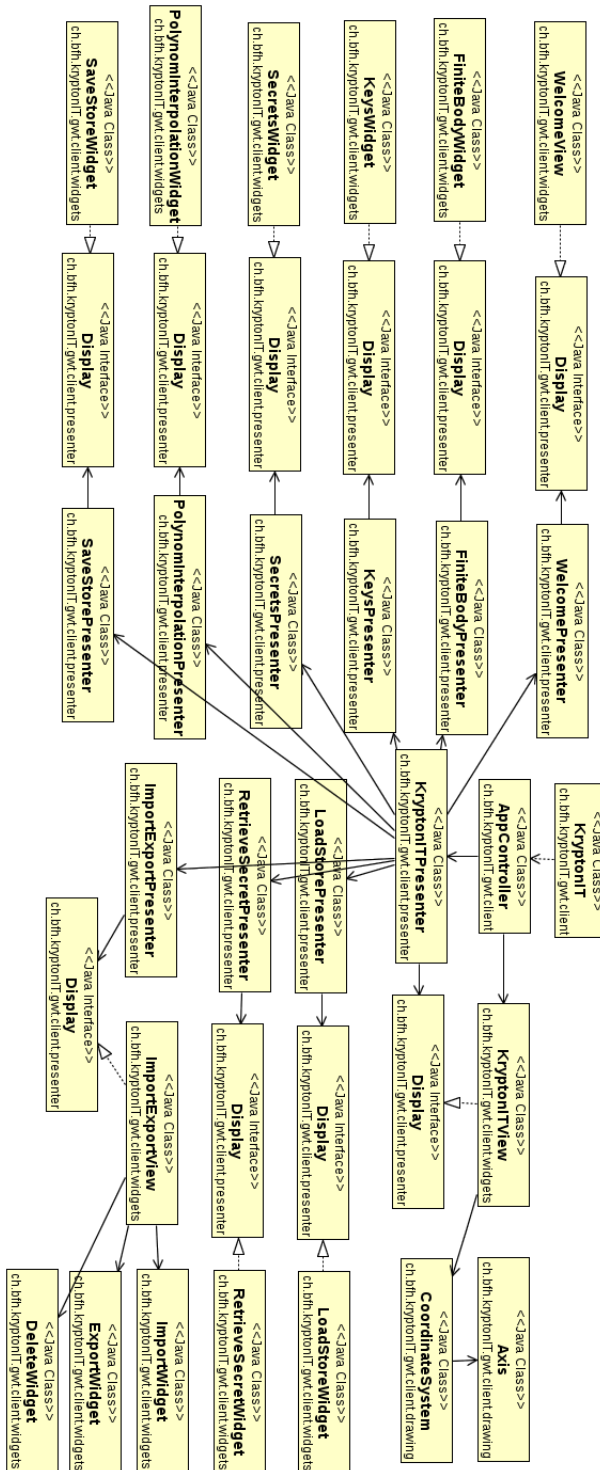 <<Java Class>>
KryptonIT
ch.bfh.kryptonIT.gwt.client
<<Java Class>>
WelcomeView
ch.bfh.kryptonIT.gwt.client.widgets
<<Java Interface>>
Display
ch.bfh.kryptonIT.gwt.client.presenter
<<Java Class>>
WelcomePresenter
ch.bfh.kryptonIT.gwt.client.presenter
<<Java Class>>
AppController
ch.bfh.kryptonIT.gwt.client
<<Java Class>>
KryptonITView
ch.bfh.kryptonIT.gwt.client.widgets
<<Java Class>>
Axis
ch.bfh.kryptonIT.gwt.client.drawing
<<Java Class>>
FiniteBodyWidget
ch.bfh.kryptonIT.gwt.client.widgets
<<Java Interface>>
Display
ch.bfh.kryptonIT.gwt.client.presenter
<<Java Class>>
FiniteBodyPresenter
ch.bfh.kryptonIT.gwt.client.presenter
<<Java Class>>
KryptonITPresenter
ch.bfh.kryptonIT.gwt.client.presenter
<<Java Interface>>
Display
ch.bfh.kryptonIT.gwt.client.presenter
<<Java Class>>
CoordinateSystem
ch.bfh.kryptonIT.gwt.client.drawing
<<Java Class>>
KeysWidget
ch.bfh.kryptonIT.gwt.client.widgets
<<Java Interface>>
Display
ch.bfh.kryptonIT.gwt.client.presenter
<<Java Class>>
KeysPresenter
ch.bfh.kryptonIT.gwt.client.presenter
<<Java Class>>
LoadStorePresenter
ch.bfh.kryptonIT.gwt.client.presenter
<<Java Interface>>
Display
ch.bfh.kryptonIT.gwt.client.presenter
<<Java Class>>
LoadStoreWidget
ch.bfh.kryptonIT.gwt.client.widgets
<<Java Class>>
SecretsWidget
ch.bfh.kryptonIT.gwt.client.widgets
<<Java Interface>>
Display
ch.bfh.kryptonIT.gwt.client.presenter
<<Java Class>>
SecretsPresenter
ch.bfh.kryptonIT.gwt.client.presenter
<<Java Class>>
RetrieveSecretPresenter
ch.bfh.kryptonIT.gwt.client.presenter
<<Java Interface>>
Display
ch.bfh.kryptonIT.gwt.client.presenter
<<Java Class>>
RetrieveSecretWidget
ch.bfh.kryptonIT.gwt.client.widgets
<<Java Class>>
PolynomInterpolationWidget
ch.bfh.kryptonIT.gwt.client.widgets
<<Java Interface>>
Display
ch.bfh.kryptonIT.gwt.client.presenter
<<Java Class>>
PolynomInterpolationPresenter
ch.bfh.kryptonIT.gwt.client.presenter
<<Java Class>>
ImportExportPresenter
ch.bfh.kryptonIT.gwt.client.presenter
<<Java Class>>
ImportExportView
ch.bfh.kryptonIT.gwt.client.widgets
<<Java Class>>
ImportWidget
ch.bfh.kryptonIT.gwt.client.widgets
<<Java Class>>
SaveStoreWidget
ch.bfh.kryptonIT.gwt.client.widgets
<<Java Interface>>
Display
ch.bfh.kryptonIT.gwt.client.presenter
<<Java Class>>
SaveStorePresenter
ch.bfh.kryptonIT.gwt.client.presenter
<<Java Interface>>
Display
ch.bfh.kryptonIT.gwt.client.presenter
<<Java Class>>
ExportWidget
ch.bfh.kryptonIT.gwt.client.widgets
<<Java Class>>
DeleteWidget
ch.bfh.kryptonIT.gwt.client.widgets